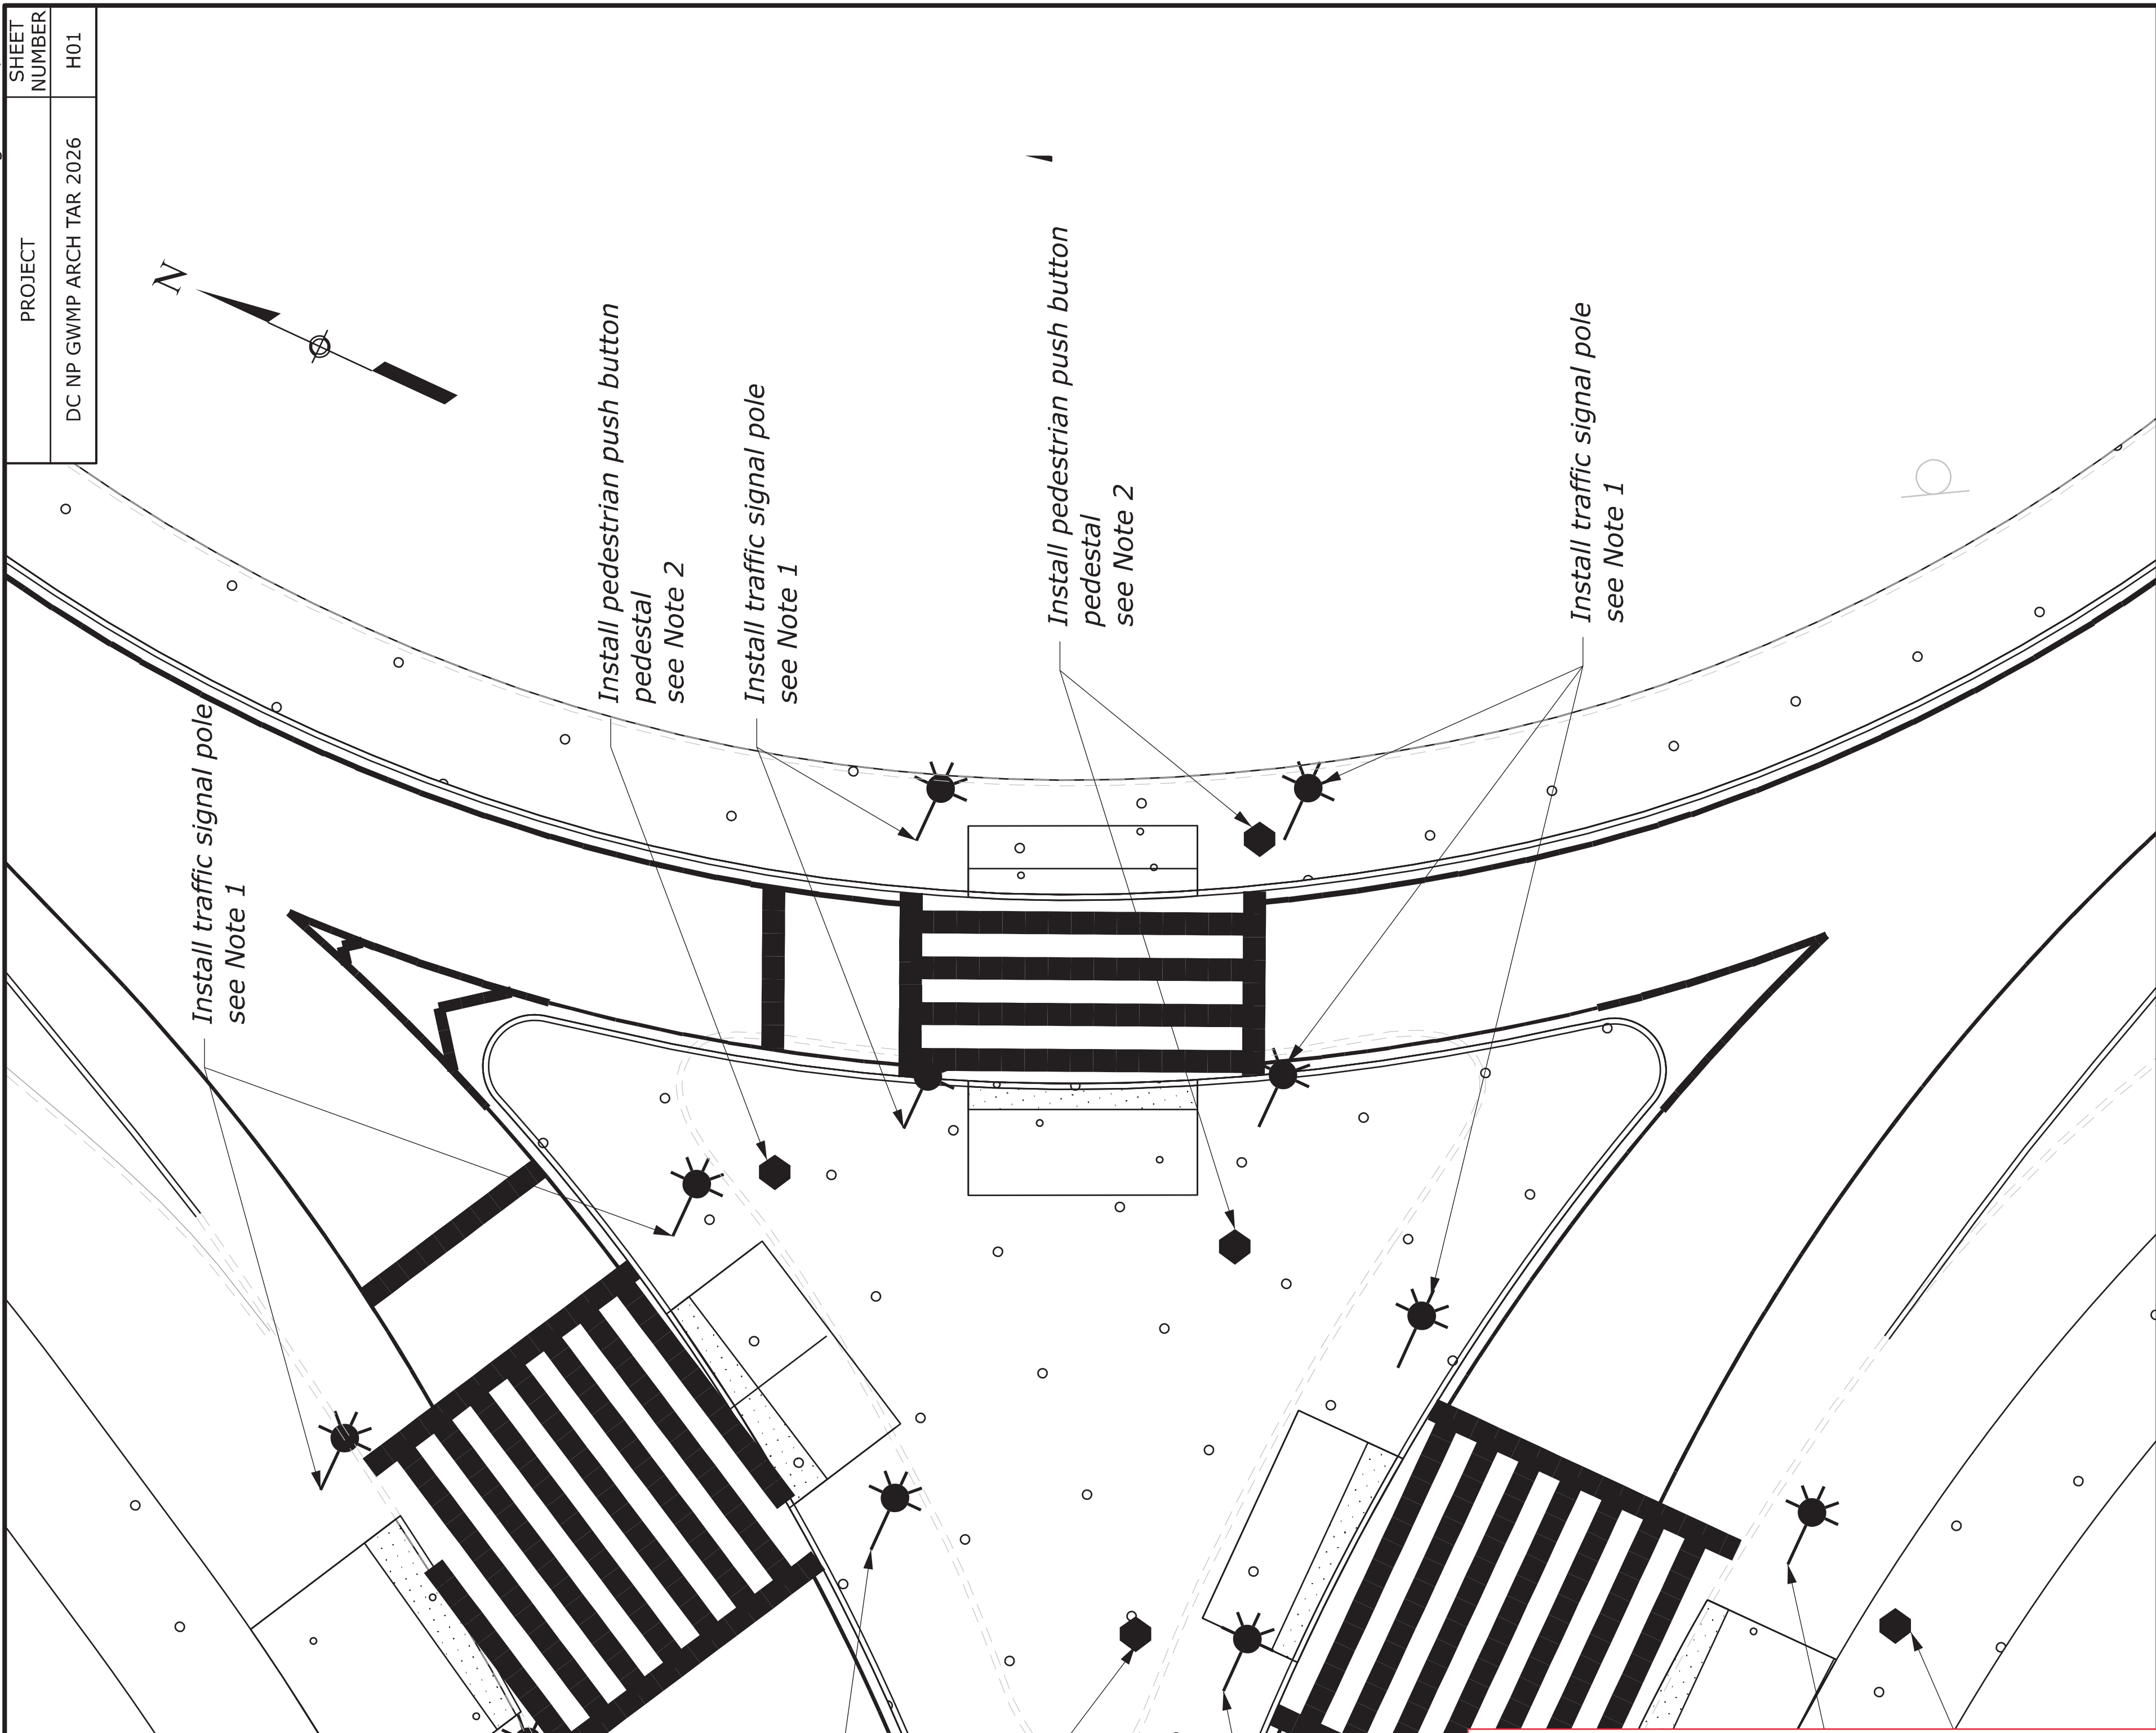 SHEET
NUMBER
H01
PROJECT
DC NP GWMP ARCH TAR 2026
N
Install traffic signal pole
see Note 1
Install pedestrian push button
pedestal
see Note 2
Install traffic signal pole
see Note 1
Install pedestrian push button
pedestal
see Note 2
Install traffic signal pole
see Note 1